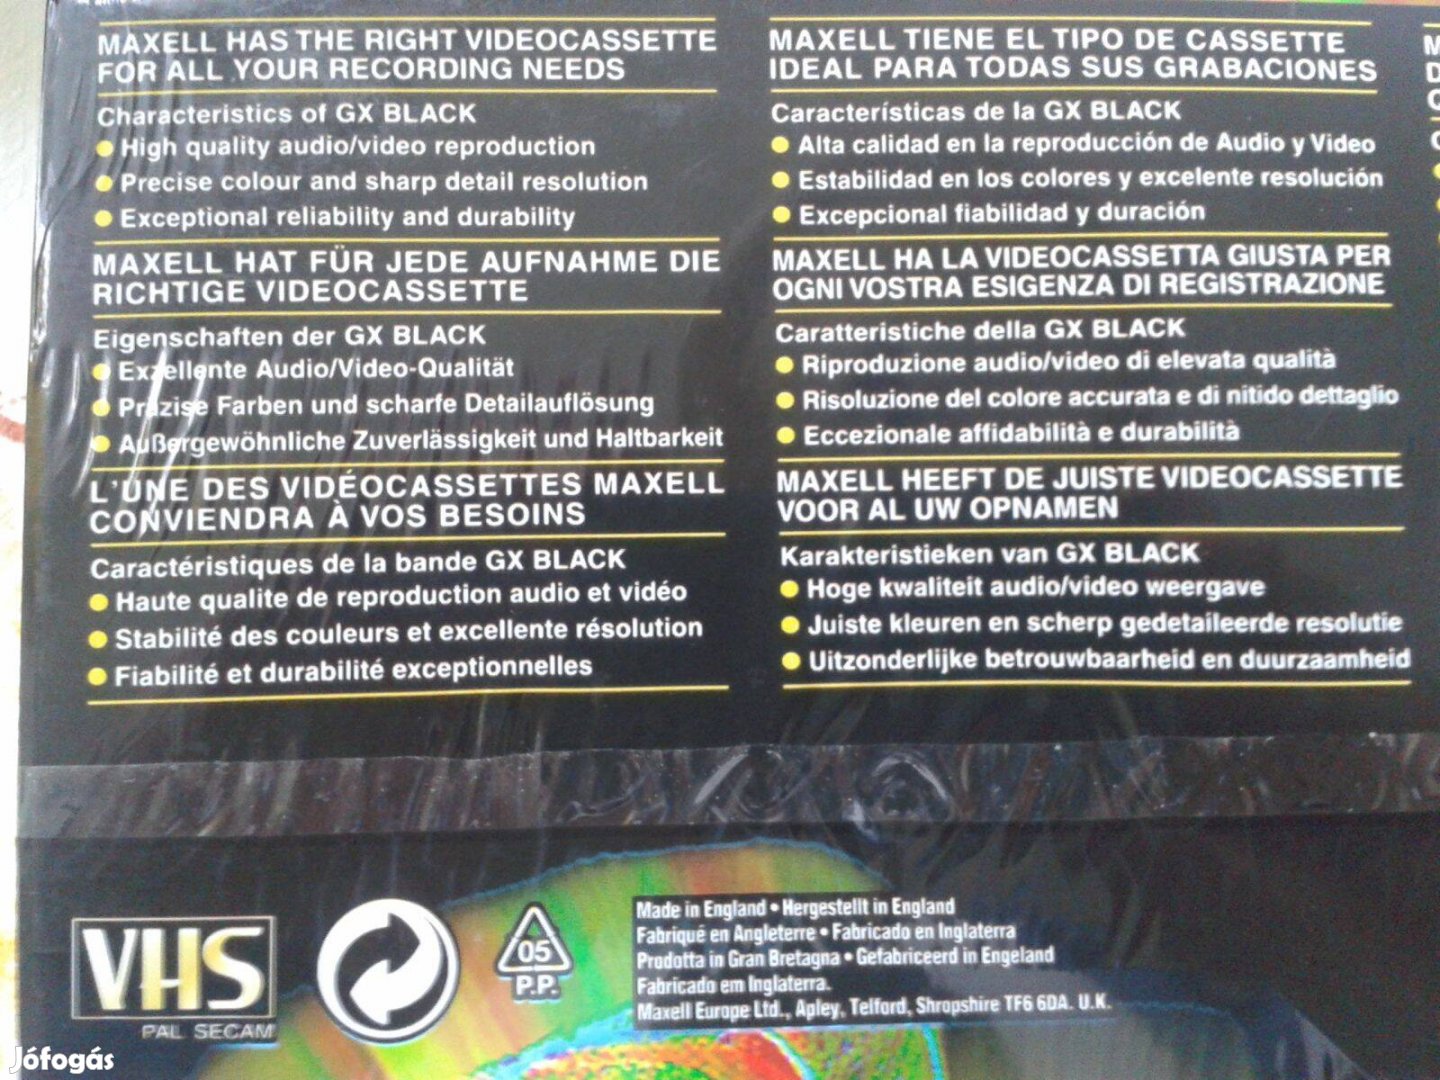 MAXELL HAS THE RIGHT VIDEOCASSETTE
FOR ALL YOUR RECORDING NEEDS
Characteristics of GX BLACK
High quality audio/video reproduction
Precise colour and sharp detail resolution
Exceptional reliability and durability
MAXELL HAT FÜR JEDE AUFNAHME DIE
RICHTIGE VIDEOCASSETTE
Eigenschaften der GX BLACK
Exzellente Audio/Video-Qualität
Präzise Farben und scharfe Detailauflösung
Außergewöhnliche Zuverlässigkeit und Haltbarkeit
L'UNE DES VIDÉOCASSETTES MAXELL
CONVIENDRA À VOS BESOINS
Caractéristiques de la bande GX BLACK
Haute qualite de reproduction audio et vidéo
Stabilité des couleurs et excellente résolution
Fiabilité et durabilité exceptionnelles
MAXELL TIENE EL TIPO DE CASSETTE
IDEAL PARA TODAS SUS GRABACIONES
Características de la GX BLACK
Alta calidad en la reproducción de Audio y Video
Estabilidad en los colores y excelente resolución
Excepcional fiabilidad y duración
MAXELL HA LA VIDEOCASSETTA GIUSTA PER
OGNI VOSTRA ESIGENZA DI REGISTRAZIONE
Caratteristiche della GX BLACK
Riproduzione audio/video di elevata qualità
Risoluzione del colore accurata e di nitido dettaglio
Eccezionale affidabilità e durabilità
MAXELL HEEFT DE JUISTE VIDEOCASSETTE
VOOR AL UW OPNAMEN
Karakteristieken van GX BLACK
Hoge kwaliteit audio/video weergave
Juiste kleuren en scherp gedetaileerde resolutie
Uitzonderlijke betrouwbaarheid en duurzaamheid
VHS
PAL SECAM
05
P.P.
Made in England • Hergestellt in England
Fabriqué en Angleterre • Fabricado en Inglaterra
Prodotta in Gran Bretagna • Gefabriceerd in Engeland
Fabricado em Inglaterra.
Maxell Europe Ltd., Apley, Telford, Shropshire TF6 6DA. U.K.
Jófogás